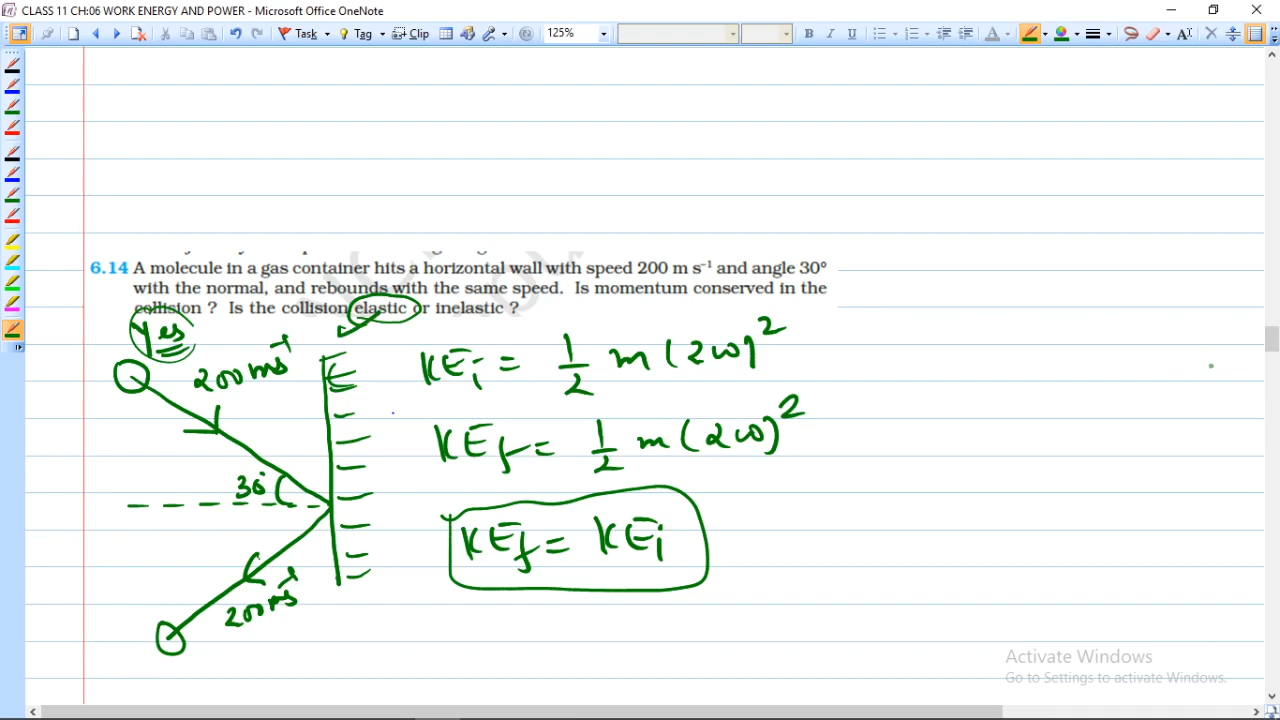 CLASS 11 CH:06 WORK ENERGY AND POWER - Microsoft Office OneNote
Task Tag Clip 125% B I U A
6.14 A molecule in a gas container hits a horizontal wall with speed 200 m s⁻¹ and angle 30°
with the normal, and rebounds with the same speed. Is momentum conserved in the
collision ? Is the collision elastic or inelastic ?
Yes
200 ms⁻¹
KEi = 1/2 m (200)²
KEf = 1/2 m (200)²
30°
KEf = KEi
200 ms⁻¹
Activate Windows
Go to Settings to activate Windows.